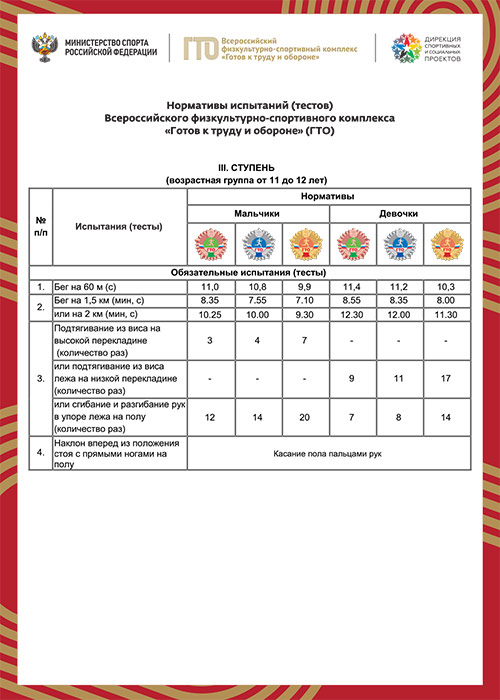 МИНИСТЕРСТВО СПОРТА
РОССИЙСКОЙ ФЕДЕРАЦИИ
ГТО
Всероссийский
физкультурно-спортивный комплекс
«Готов к труду и обороне»
ДИРЕКЦИЯ
СПОРТИВНЫХ
И СОЦИАЛЬНЫХ
ПРОЕКТОВ
Нормативы испытаний (тестов)
Всероссийского физкультурно-спортивного комплекса
«Готов к труду и обороне» (ГТО)
III. СТУПЕНЬ
(возрастная группа от 11 до 12 лет)
№
п/п
Испытания (тесты)
Нормативы
Мальчики Девочки
ГТО ГТО ГТО ГТО ГТО ГТО
Обязательные испытания (тесты)
1. Бег на 60 м (с) 11,0 10,8 9,9 11,4 11,2 10,3
2. Бег на 1,5 км (мин, с) 8.35 7.55 7.10 8.55 8.35 8.00
или на 2 км (мин, с) 10.25 10.00 9.30 12.30 12.00 11.30
3. Подтягивание из виса на
высокой перекладине
(количество раз) 3 4 7 - - -
или подтягивание из виса
лежа на низкой перекладине
(количество раз) - - - 9 11 17
или сгибание и разгибание рук
в упоре лежа на полу
(количество раз) 12 14 20 7 8 14
4. Наклон вперед из положения
стоя с прямыми ногами на
полу
Касание пола пальцами рук